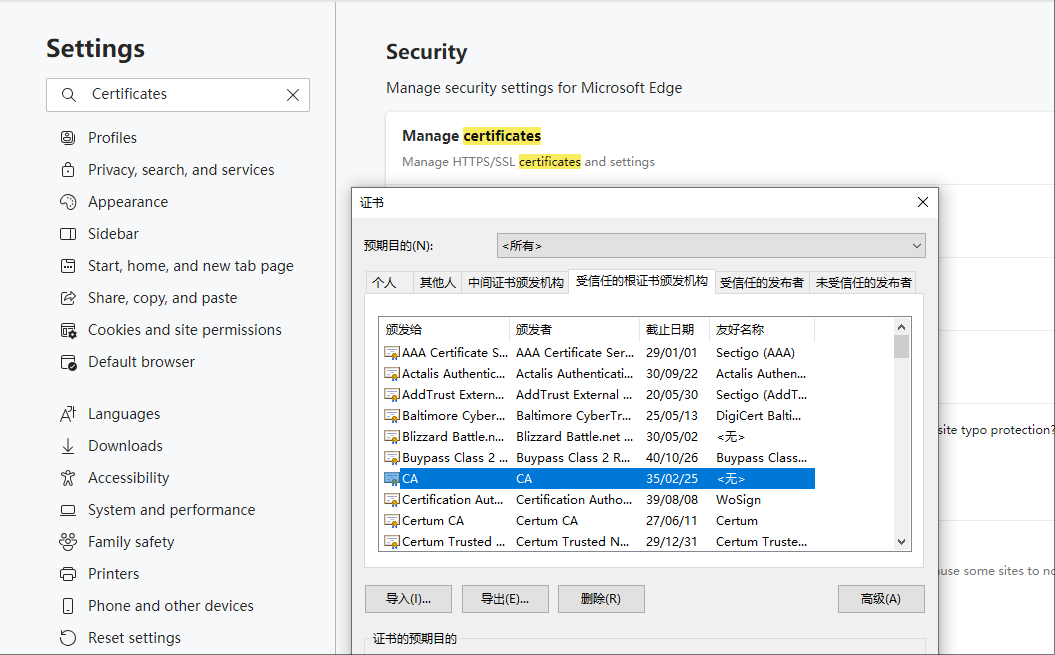 Settings
Certificates
Profiles
Privacy, search, and services
Appearance
Sidebar
Start, home, and new tab page
Share, copy, and paste
Cookies and site permissions
Default browser
Languages
Downloads
Accessibility
System and performance
Family safety
Printers
Phone and other devices
Reset settings
Security
Manage security settings for Microsoft Edge
Manage certificates
Manage HTTPS/SSL certificates and settings
site typo protection?
use some sites to no
证书
预期目的(N): <所有>
个人 其他人 中间证书颁发机构 受信任的根证书颁发机构 受信任的发布者 未受信任的发布者
颁发给 颁发者 截止日期 友好名称
AAA Certificate S... AAA Certificate Ser... 29/01/01 Sectigo (AAA)
Actalis Authentic... Actalis Authenticati... 30/09/22 Actalis Authen...
AddTrust Extern... AddTrust External ... 20/05/30 Sectigo (AddT...
Baltimore Cyber... Baltimore CyberTr... 25/05/13 DigiCert Balti...
Blizzard Battle.n... Blizzard Battle.net ... 30/05/02 <无>
Buypass Class 2 ... Buypass Class 2 R... 40/10/26 Buypass Class...
CA CA 35/02/25 <无>
Certification Aut... Certification Autho... 39/08/08 WoSign
Certum CA Certum CA 27/06/11 Certum
Certum Trusted ... Certum Trusted N... 29/12/31 Certum Truste...
导入(I)... 导出(E)... 删除(R) 高级(A)
证书的预期目的